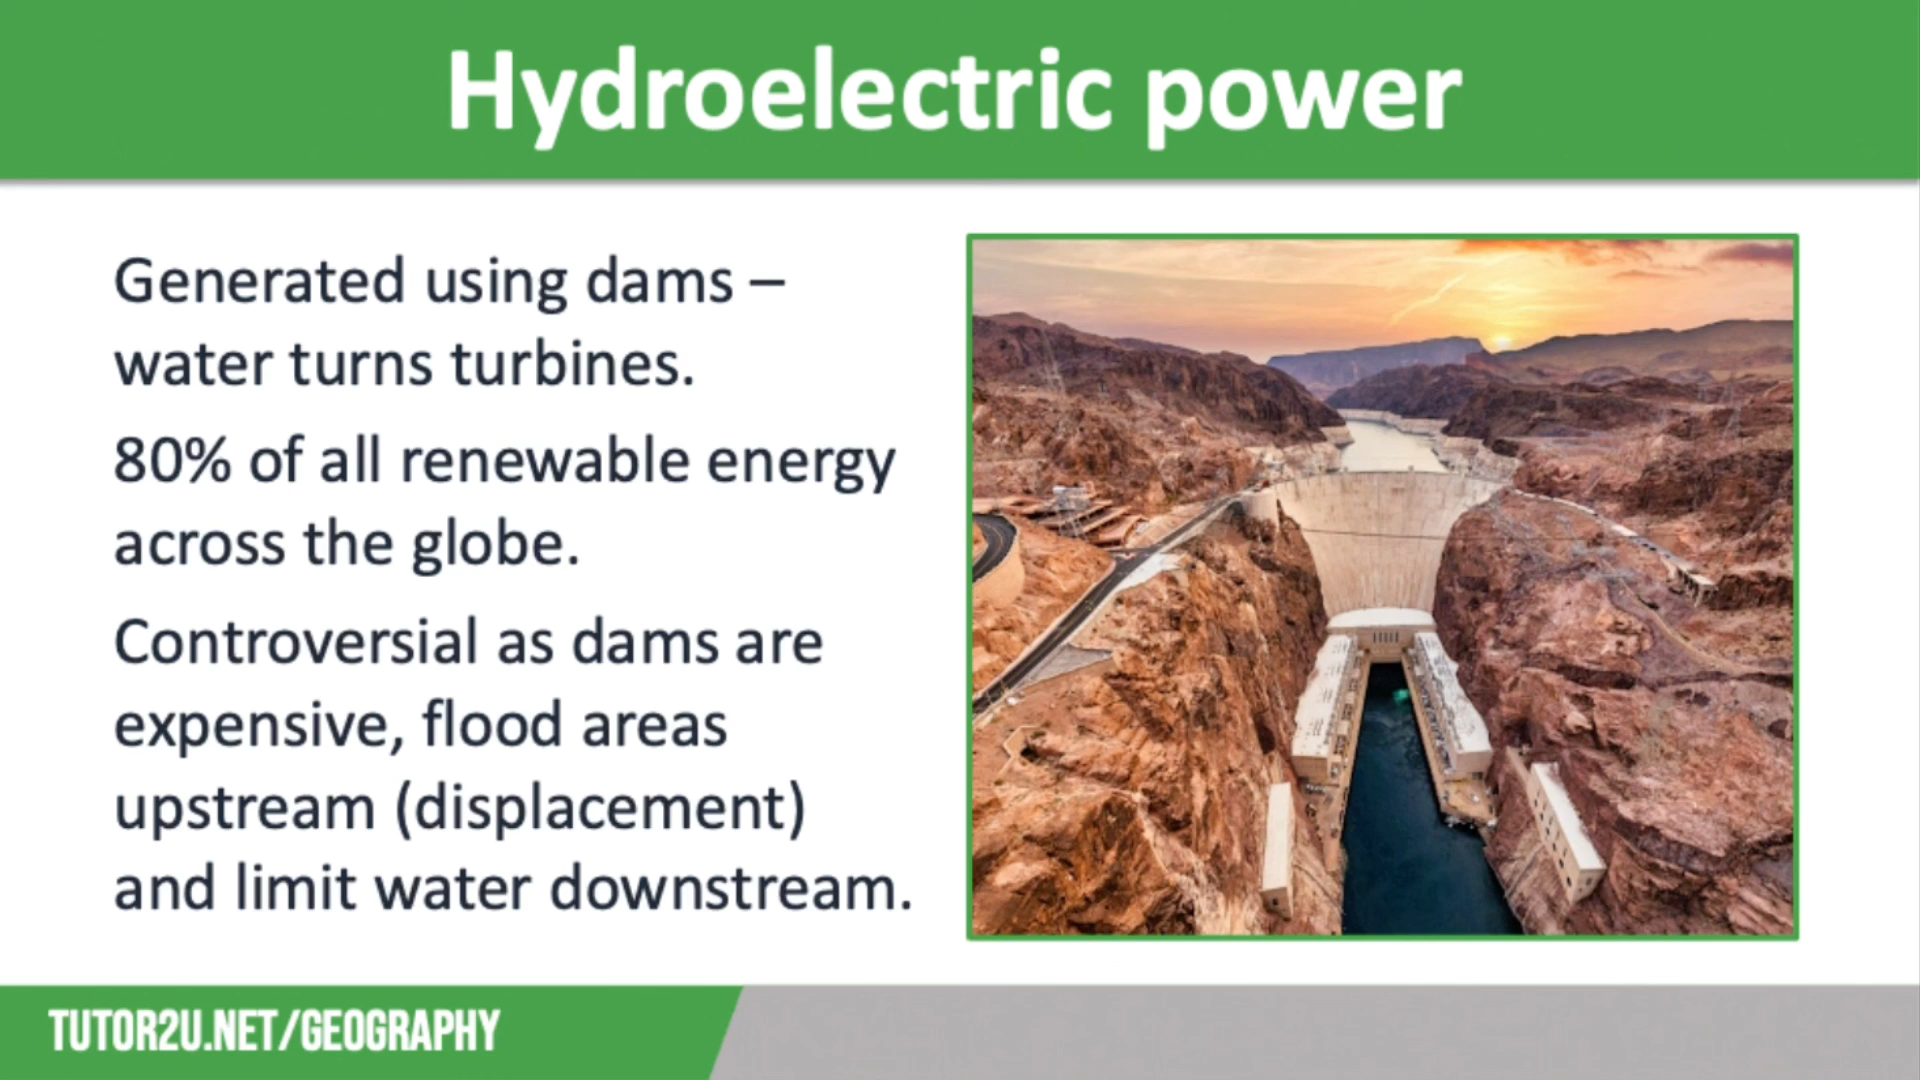 Hydroelectric power
Generated using dams –
water turns turbines.
80% of all renewable energy
across the globe.
Controversial as dams are
expensive, flood areas
upstream (displacement)
and limit water downstream.
TUTOR2U.NET/GEOGRAPHY